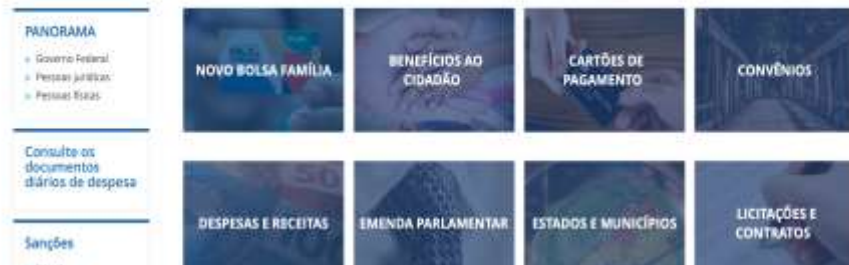 PANORAMA
Governo Federal
Pessoas jurídicas
Pessoas físicas
Consulte os
documentos
diários de despesa
Sanções
NOVO BOLSA FAMÍLIA
BENEFÍCIOS AO
CIDADÃO
CARTÕES DE
PAGAMENTO
CONVÊNIOS
DESPESAS E RECEITAS
EMENDA PARLAMENTAR
ESTADOS E MUNICÍPIOS
LICITAÇÕES E
CONTRATOS